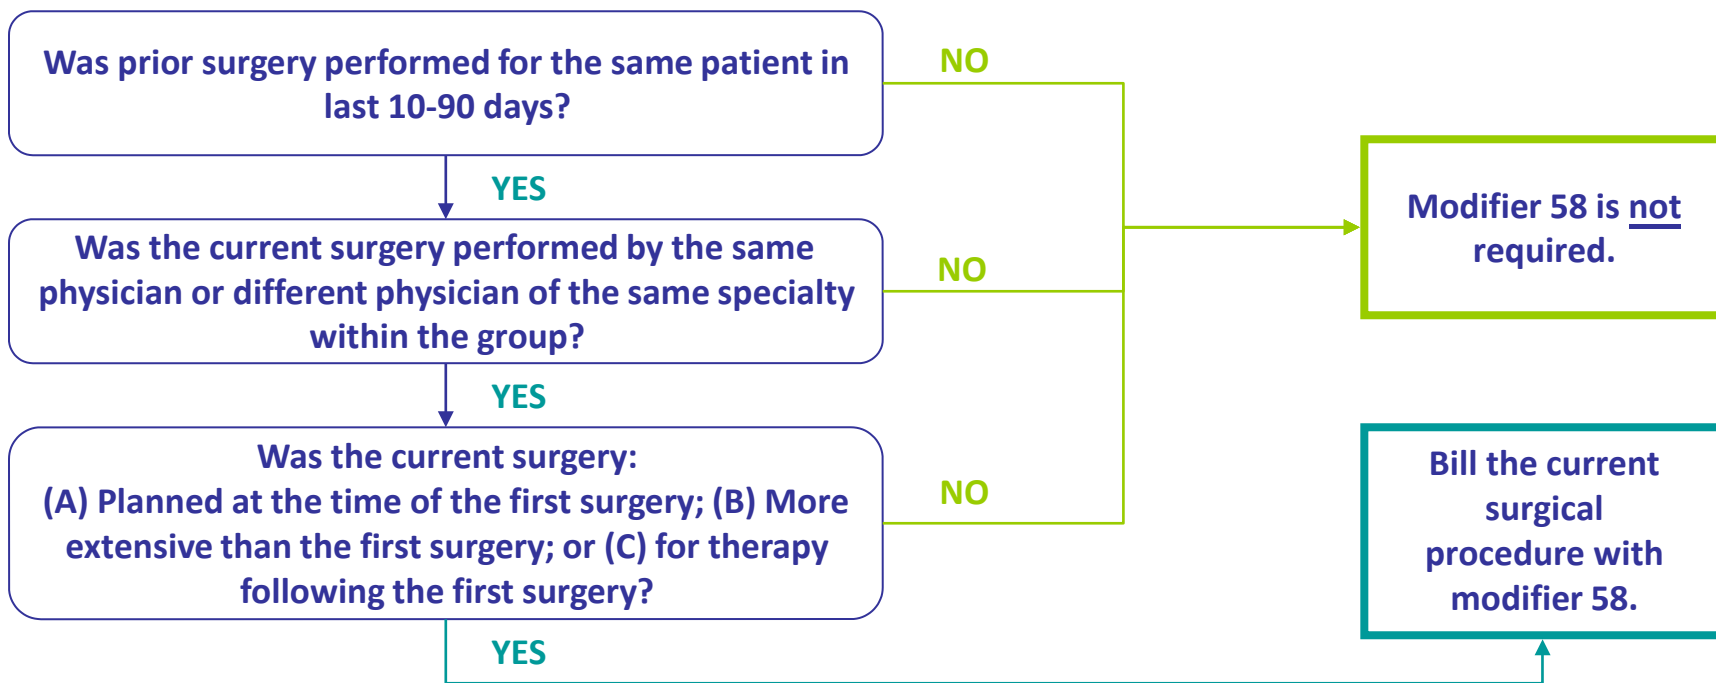 Was prior surgery performed for the same patient in
last 10-90 days?
NO
YES
Was the current surgery performed by the same
physician or different physician of the same specialty
within the group?
NO
YES
Was the current surgery:
(A) Planned at the time of the first surgery; (B) More
extensive than the first surgery; or (C) for therapy
following the first surgery?
NO
YES
Modifier 58 is not
required.
Bill the current
surgical
procedure with
modifier 58.